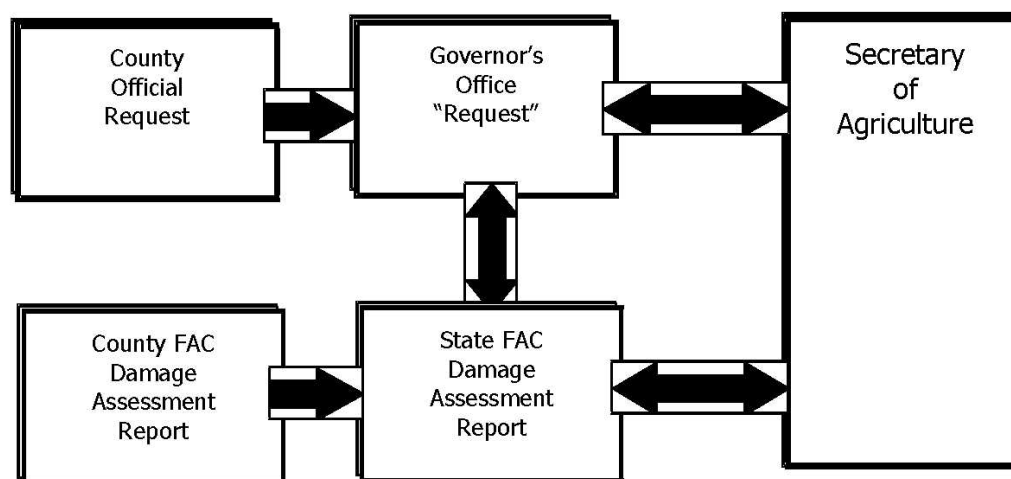 County
Official
Request
Governor's
Office
"Request"
Secretary
of
Agriculture
County FAC
Damage
Assessment
Report
State FAC
Damage
Assessment
Report